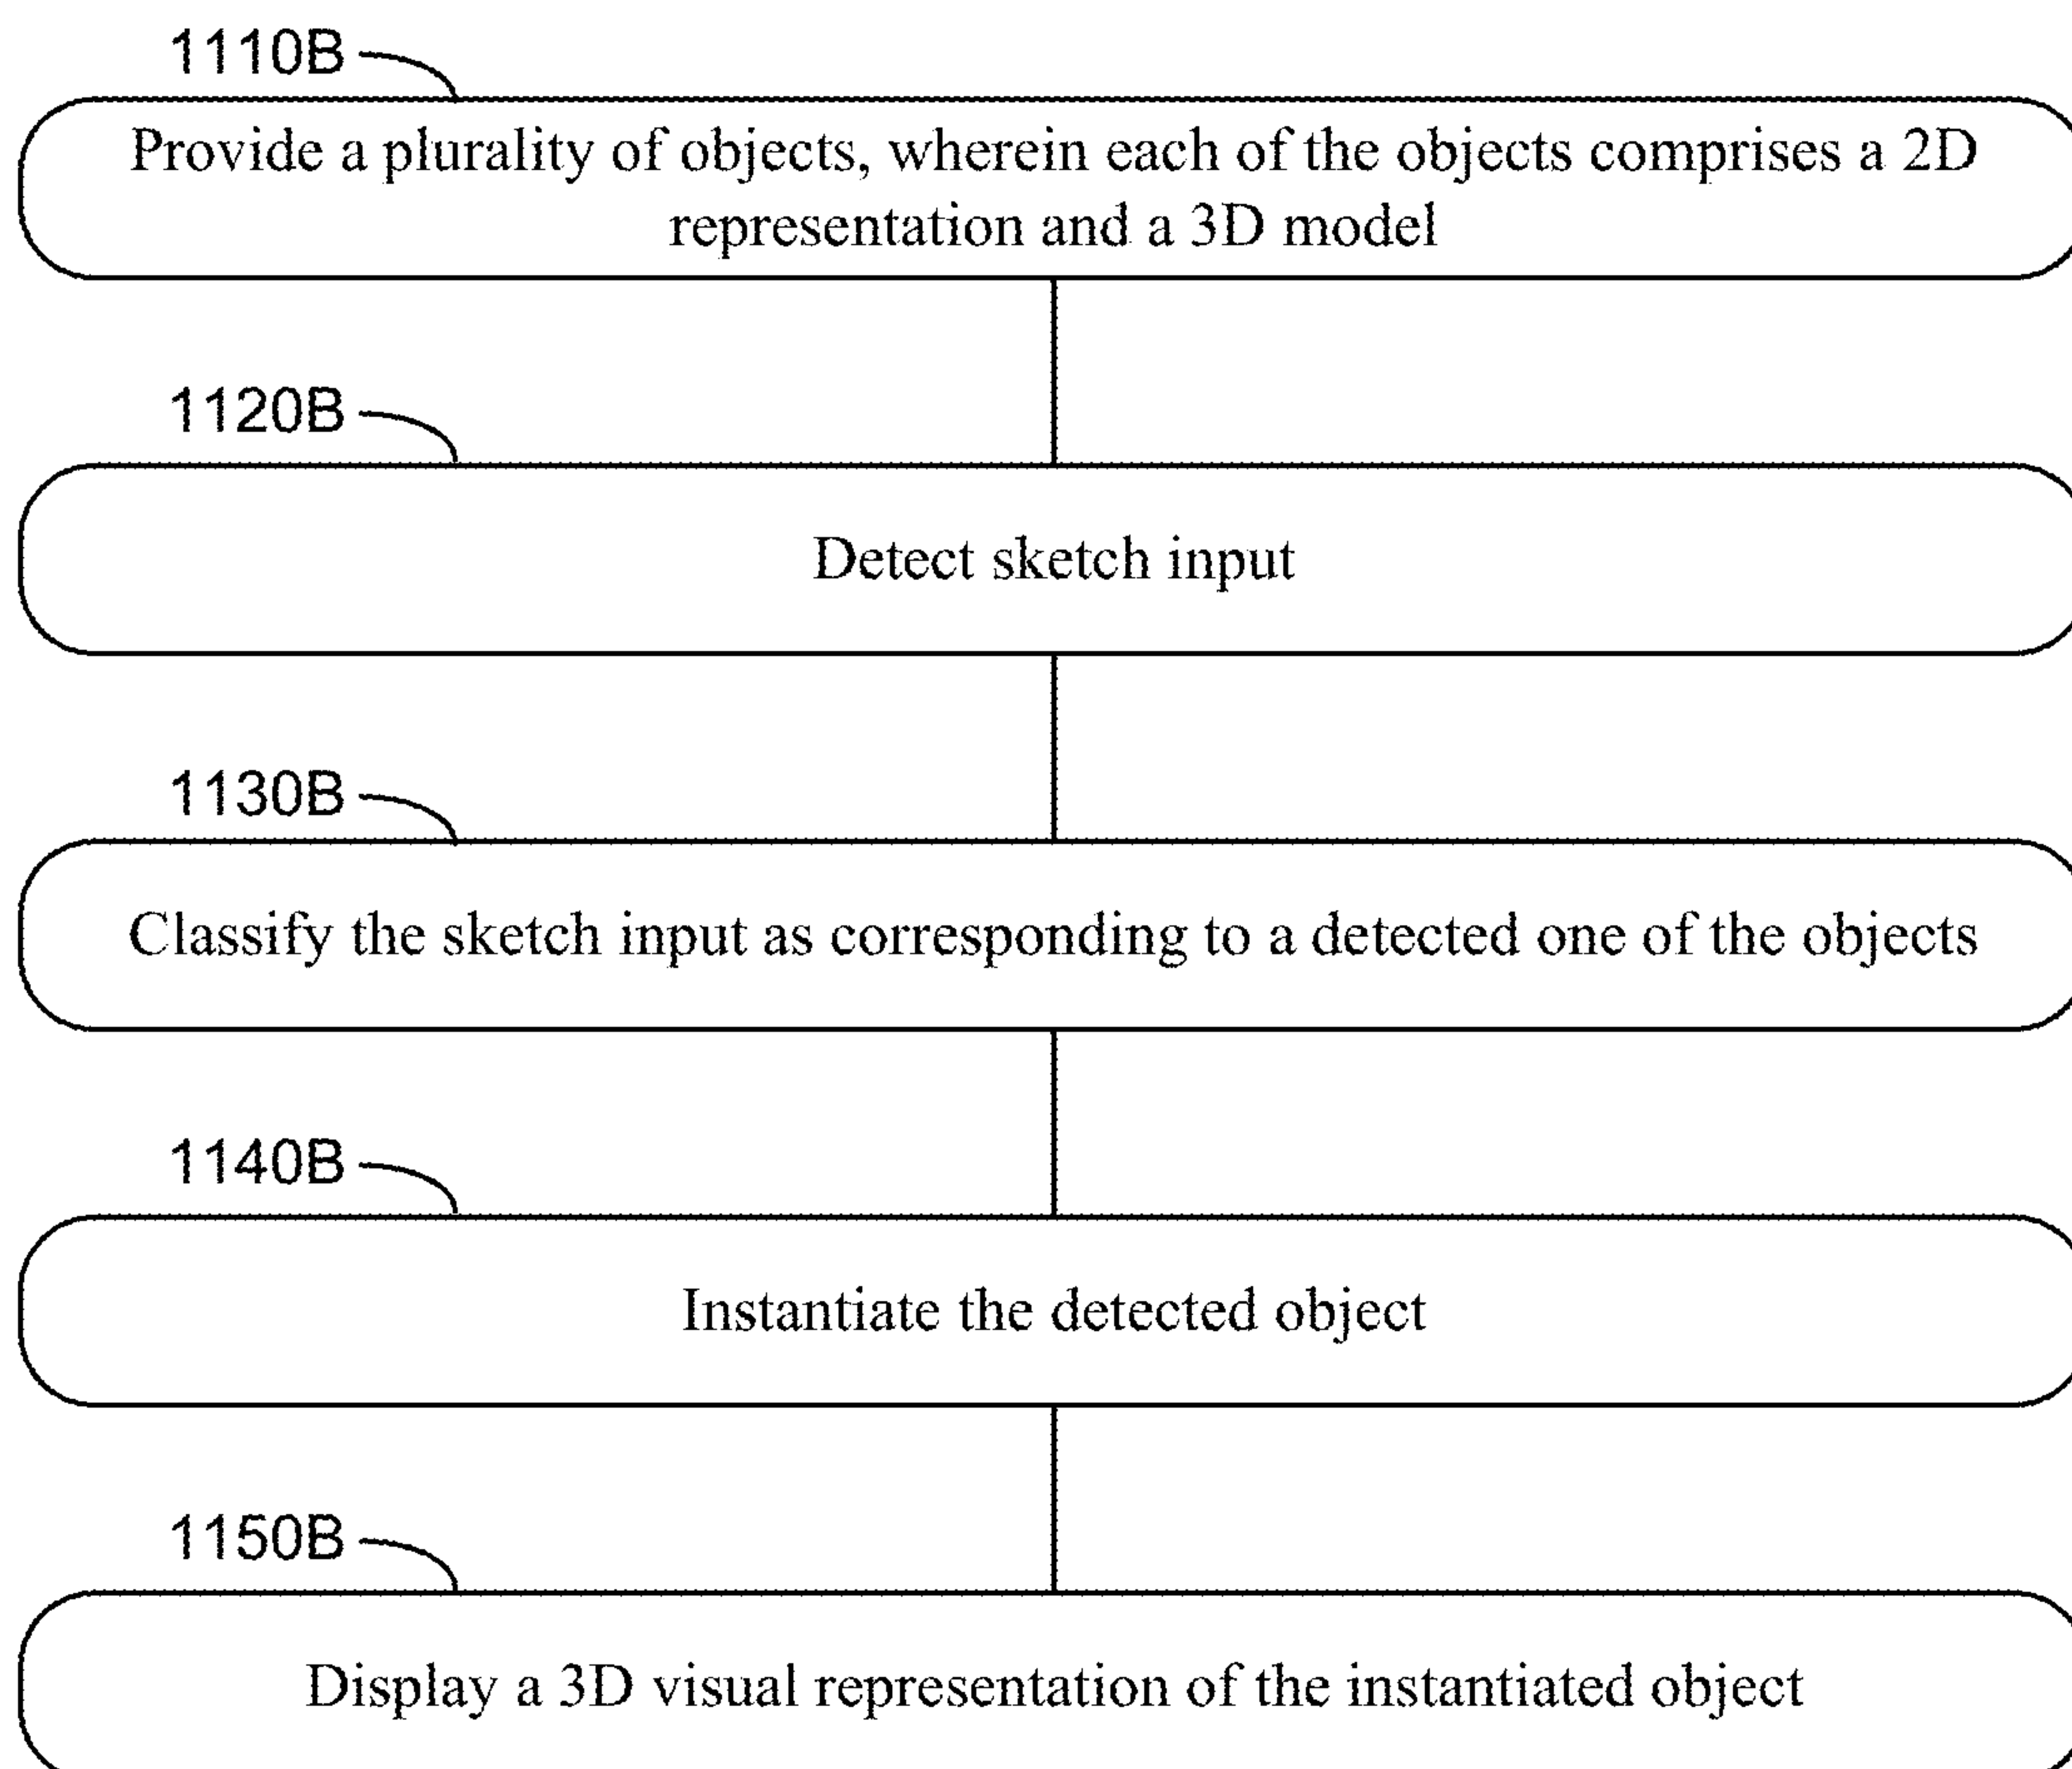 1110B
Provide a plurality of objects, wherein each of the objects comprises a 2D
representation and a 3D model
1120B
Detect sketch input
1130B
Classify the sketch input as corresponding to a detected one of the objects
1140B
Instantiate the detected object
1150B
Display a 3D visual representation of the instantiated object